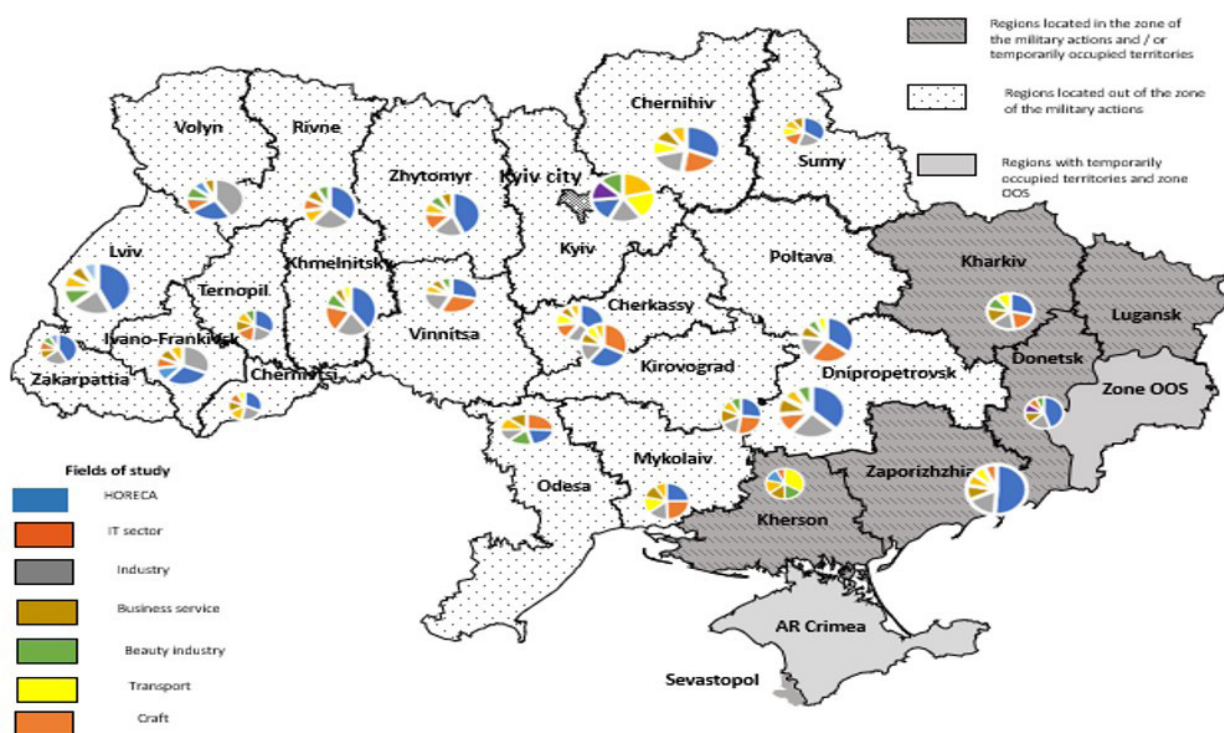 Regions located in the zone of
the military actions and / or
temporarily occupied territories
Regions located out of the zone
of the military actions
Regions with temporarily
occupied territories and zone
OOS
Chernihiv
Volyn
Rivne
Sumy
Zhytomyr
Kyiv city
Lviv
Kyiv
Poltava
Kharkiv
Khmelnitsky
Ternopil
Cherkassy
Lugansk
Ivano-Frankivsk
Vinnitsa
Donetsk
Zakarpattia
Chernivtsi
Kirovograd
Dnipropetrovsk
Zone OOS
Mykolaiv
Zaporizhzhia
Odesa
Kherson
AR Crimea
Sevastopol
Fields of study
HORECA
IT sector
Industry
Business service
Beauty industry
Transport
Craft